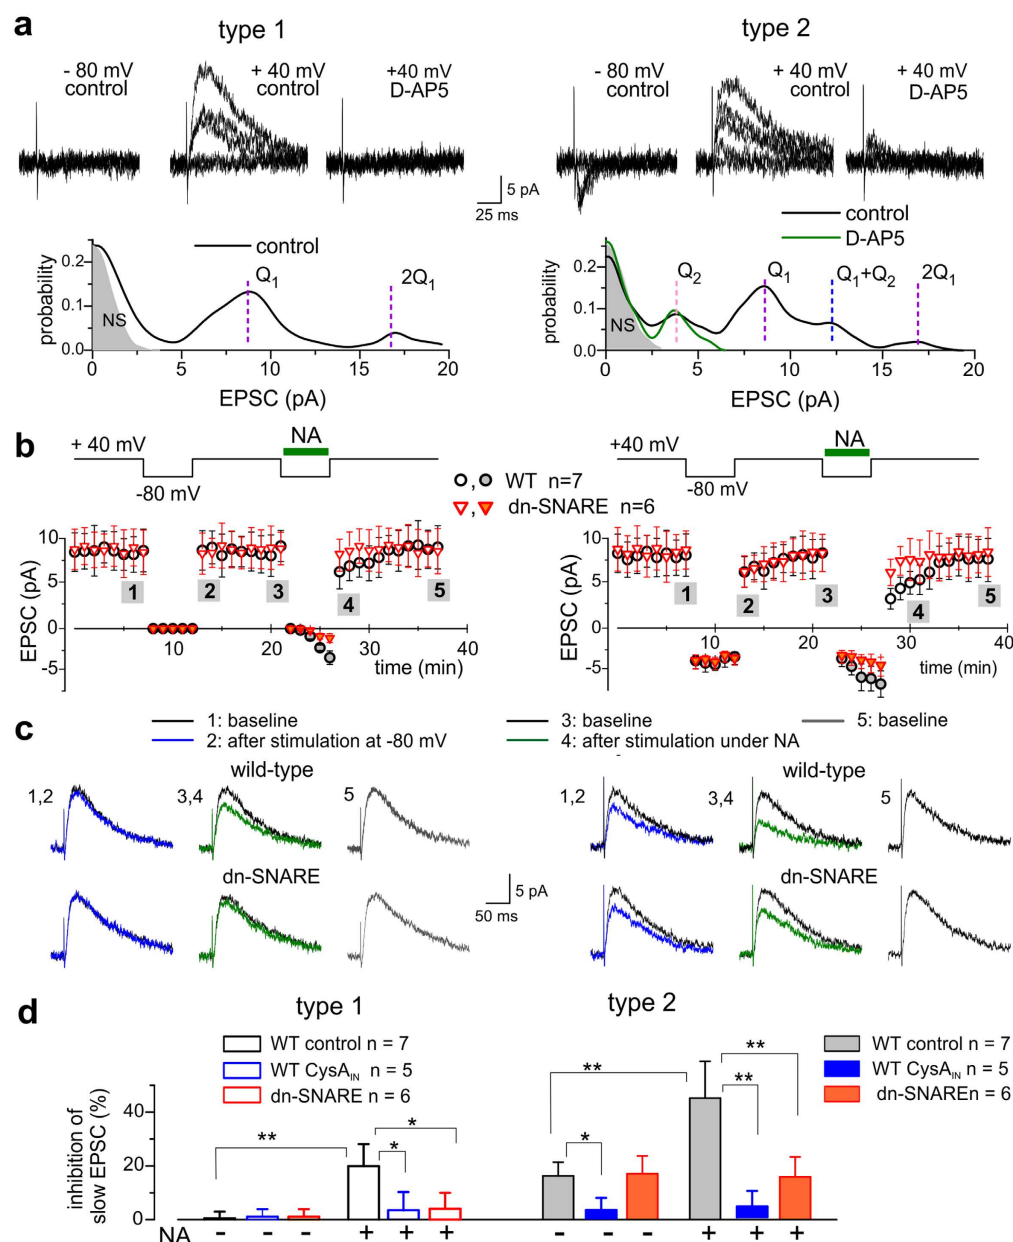 a
type 1
type 2
- 80 mV
control
+ 40 mV
control
+40 mV
D-AP5
- 80 mV
control
+ 40 mV
control
+ 40 mV
D-AP5
5 pA
25 ms
control
D-AP5
probability
0.2
0.1
0.0
NS
control
Q1
2Q1
0 5 10 15 20
EPSC (pA)
probability
0.2
0.1
0.0
NS
Q2
Q1
Q1+Q2
2Q1
0 5 10 15 20
EPSC (pA)
b
+ 40 mV
-80 mV
NA
WT n=7
dn-SNARE n=6
+40 mV
-80 mV
NA
EPSC (pA)
10
5
0
-5
1 2 3 4 5
10 20 30 40
time (min)
EPSC (pA)
10
5
0
-5
1 2 3 4 5
10 20 30 40
time (min)
c
1: baseline
2: after stimulation at -80 mV
3: baseline
4: after stimulation under NA
5: baseline
wild-type
1,2 3,4 5
dn-SNARE
5 pA
50 ms
wild-type
1,2 3,4 5
dn-SNARE
d
type 1
type 2
WT control n = 7
WT CysAIN n = 5
dn-SNARE n = 6
WT control n = 7
WT CysAIN n = 5
dn-SNAREn = 6
inhibition of
slow EPSC (%)
40
20
0
** * * ** * ** **
NA - - - + + + - - - + + +